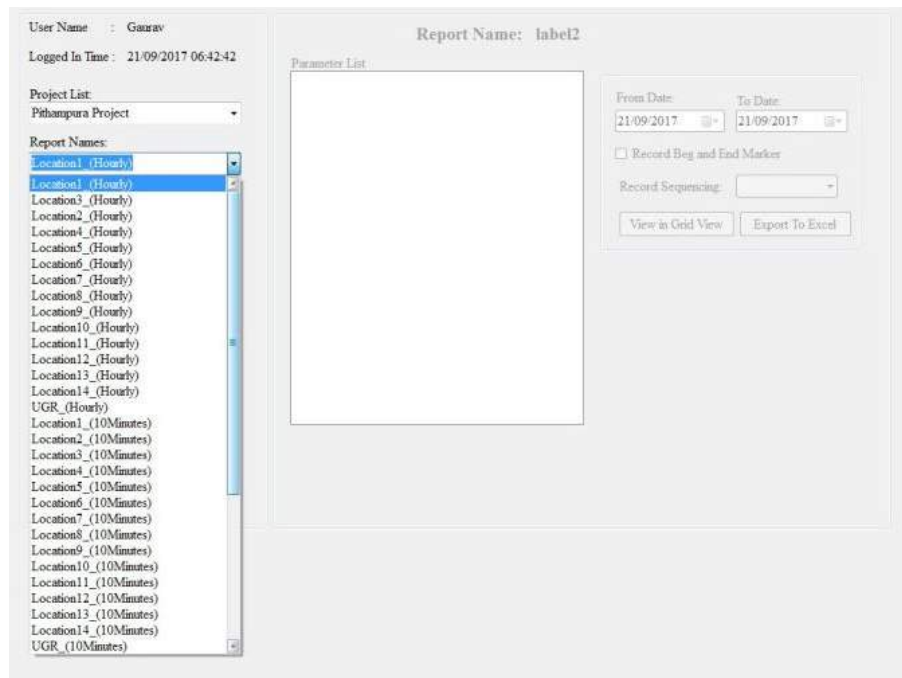 User Name : Gaurav
Logged In Time : 21/09/2017 06:42:42
Project List:
Pithampura Project
Report Names:
Location1_(Hourly)
Location1_(Hourly)
Location3_(Hourly)
Location2_(Hourly)
Location4_(Hourly)
Location5_(Hourly)
Location6_(Hourly)
Location7_(Hourly)
Location8_(Hourly)
Location9_(Hourly)
Location10_(Hourly)
Location11_(Hourly)
Location12_(Hourly)
Location13_(Hourly)
Location14_(Hourly)
UGR_(Hourly)
Location1_(10Minutes)
Location2_(10Minutes)
Location3_(10Minutes)
Location4_(10Minutes)
Location5_(10Minutes)
Location6_(10Minutes)
Location7_(10Minutes)
Location8_(10Minutes)
Location9_(10Minutes)
Location10_(10Minutes)
Location11_(10Minutes)
Location12_(10Minutes)
Location13_(10Minutes)
Location14_(10Minutes)
UGR_(10Minutes)
Report Name: label2
Parameter List
From Date: To Date:
21/09/2017 21/09/2017
Record Beg and End Marker
Record Sequencing:
View in Grid View Export To Excel